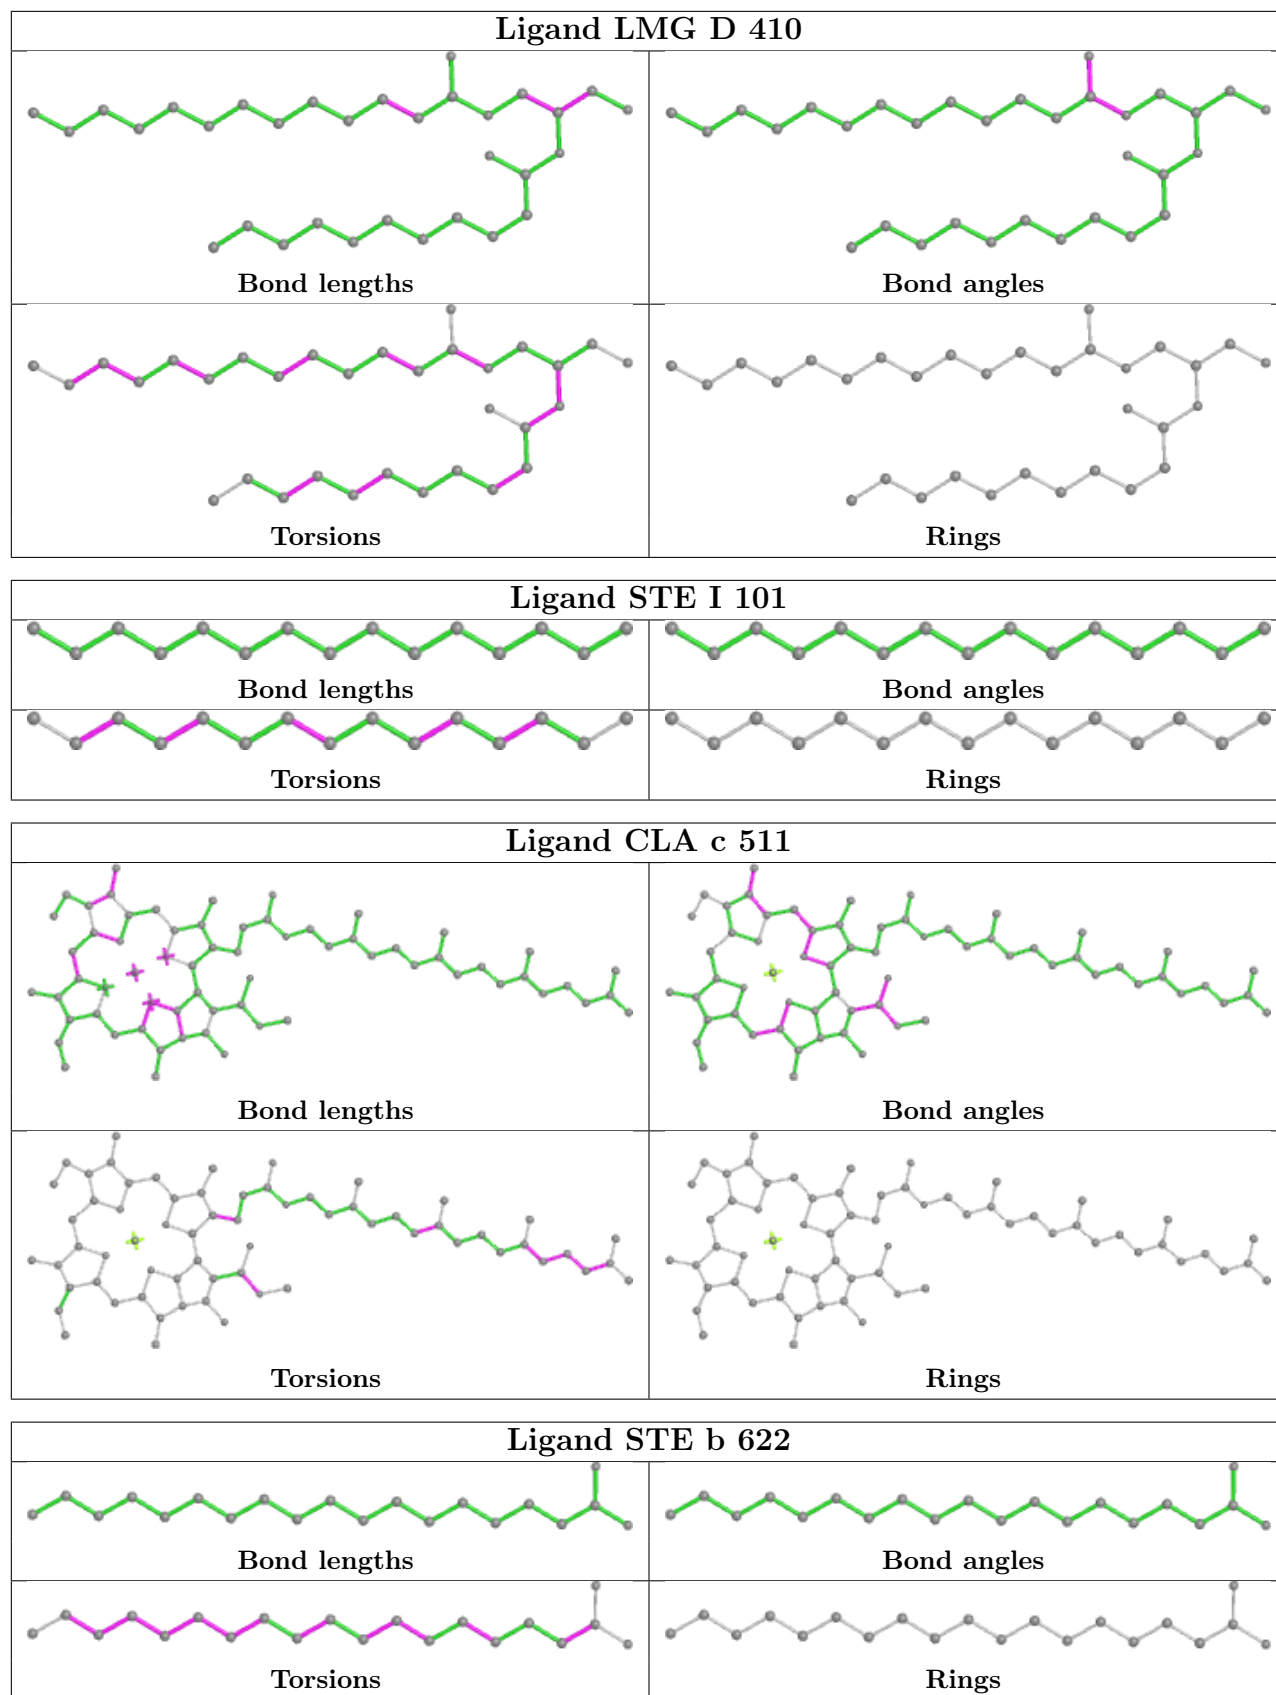 Ligand LMG D 410
Bond lengths
Bond angles
Torsions
Rings
Ligand STE I 101
Bond lengths
Bond angles
Torsions
Rings
Ligand CLA c 511
Bond lengths
Bond angles
Torsions
Rings
Ligand STE b 622
Bond lengths
Bond angles
Torsions
Rings